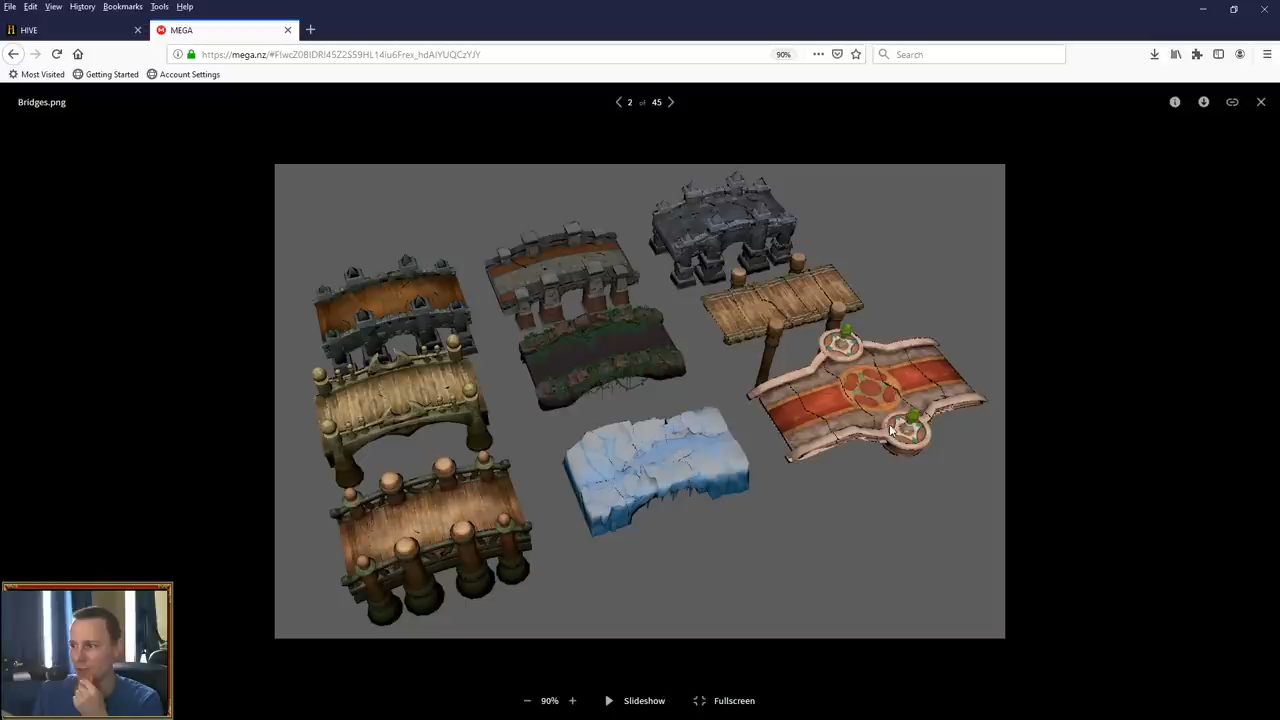 File Edit View History Bookmarks Tools Help
HIVE MEGA
90% Search
Most Visited Getting Started Account Settings
Bridges.png 2 of 45
90% Slideshow Fullscreen